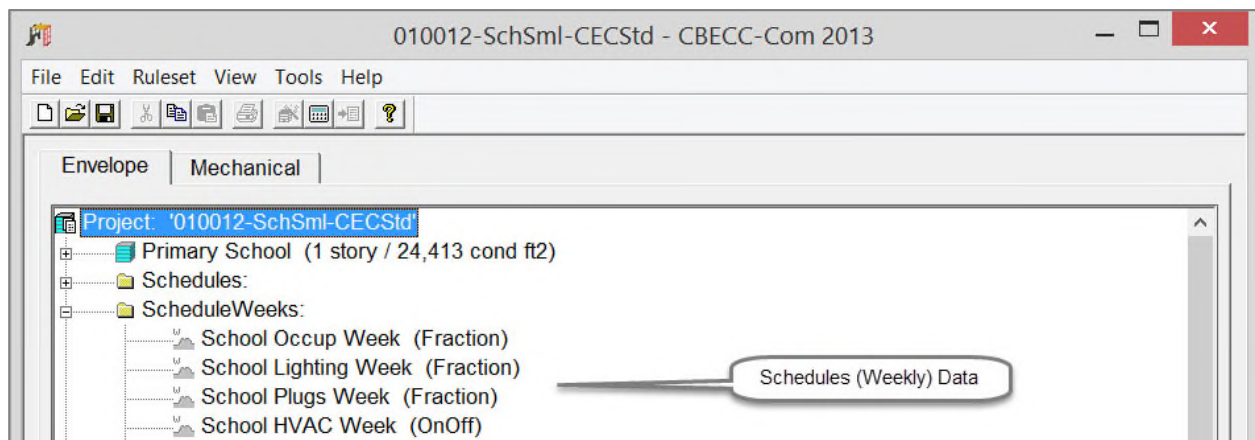 010012-SchSml-CECStd - CBECC-Com 2013
File Edit Ruleset View Tools Help
Envelope Mechanical
Project: '010012-SchSml-CECStd'
Primary School (1 story / 24,413 cond ft2)
Schedules:
ScheduleWeeks:
School Occup Week (Fraction)
School Lighting Week (Fraction)
School Plugs Week (Fraction)
School HVAC Week (OnOff)
Schedules (Weekly) Data